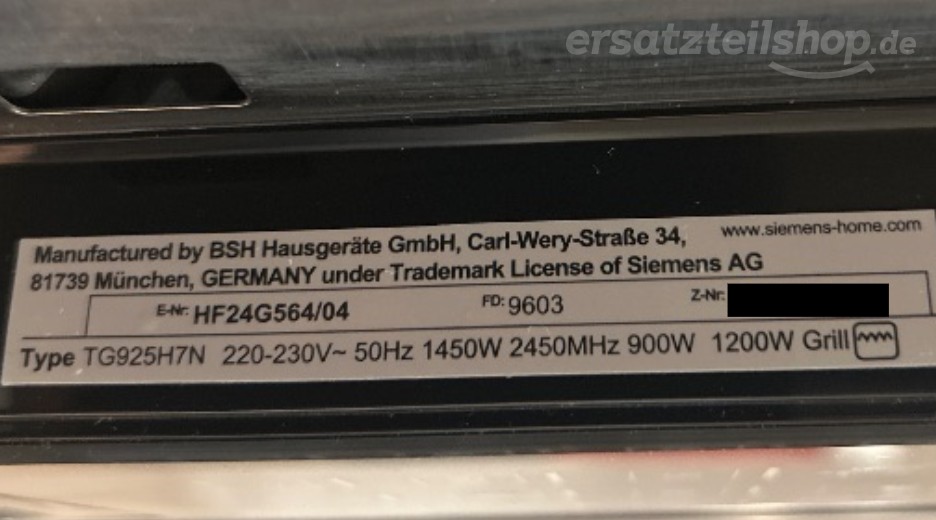 ersatzteilshop.de
Manufactured by BSH Hausgeräte GmbH, Carl-Wery-Straße 34, www.siemens-home.com
81739 München, GERMANY under Trademark License of Siemens AG
E-Nr: HF24G564/04 FD: 9603 Z-Nr:
Type TG925H7N 220-230V~ 50Hz 1450W 2450MHz 900W 1200W Grill